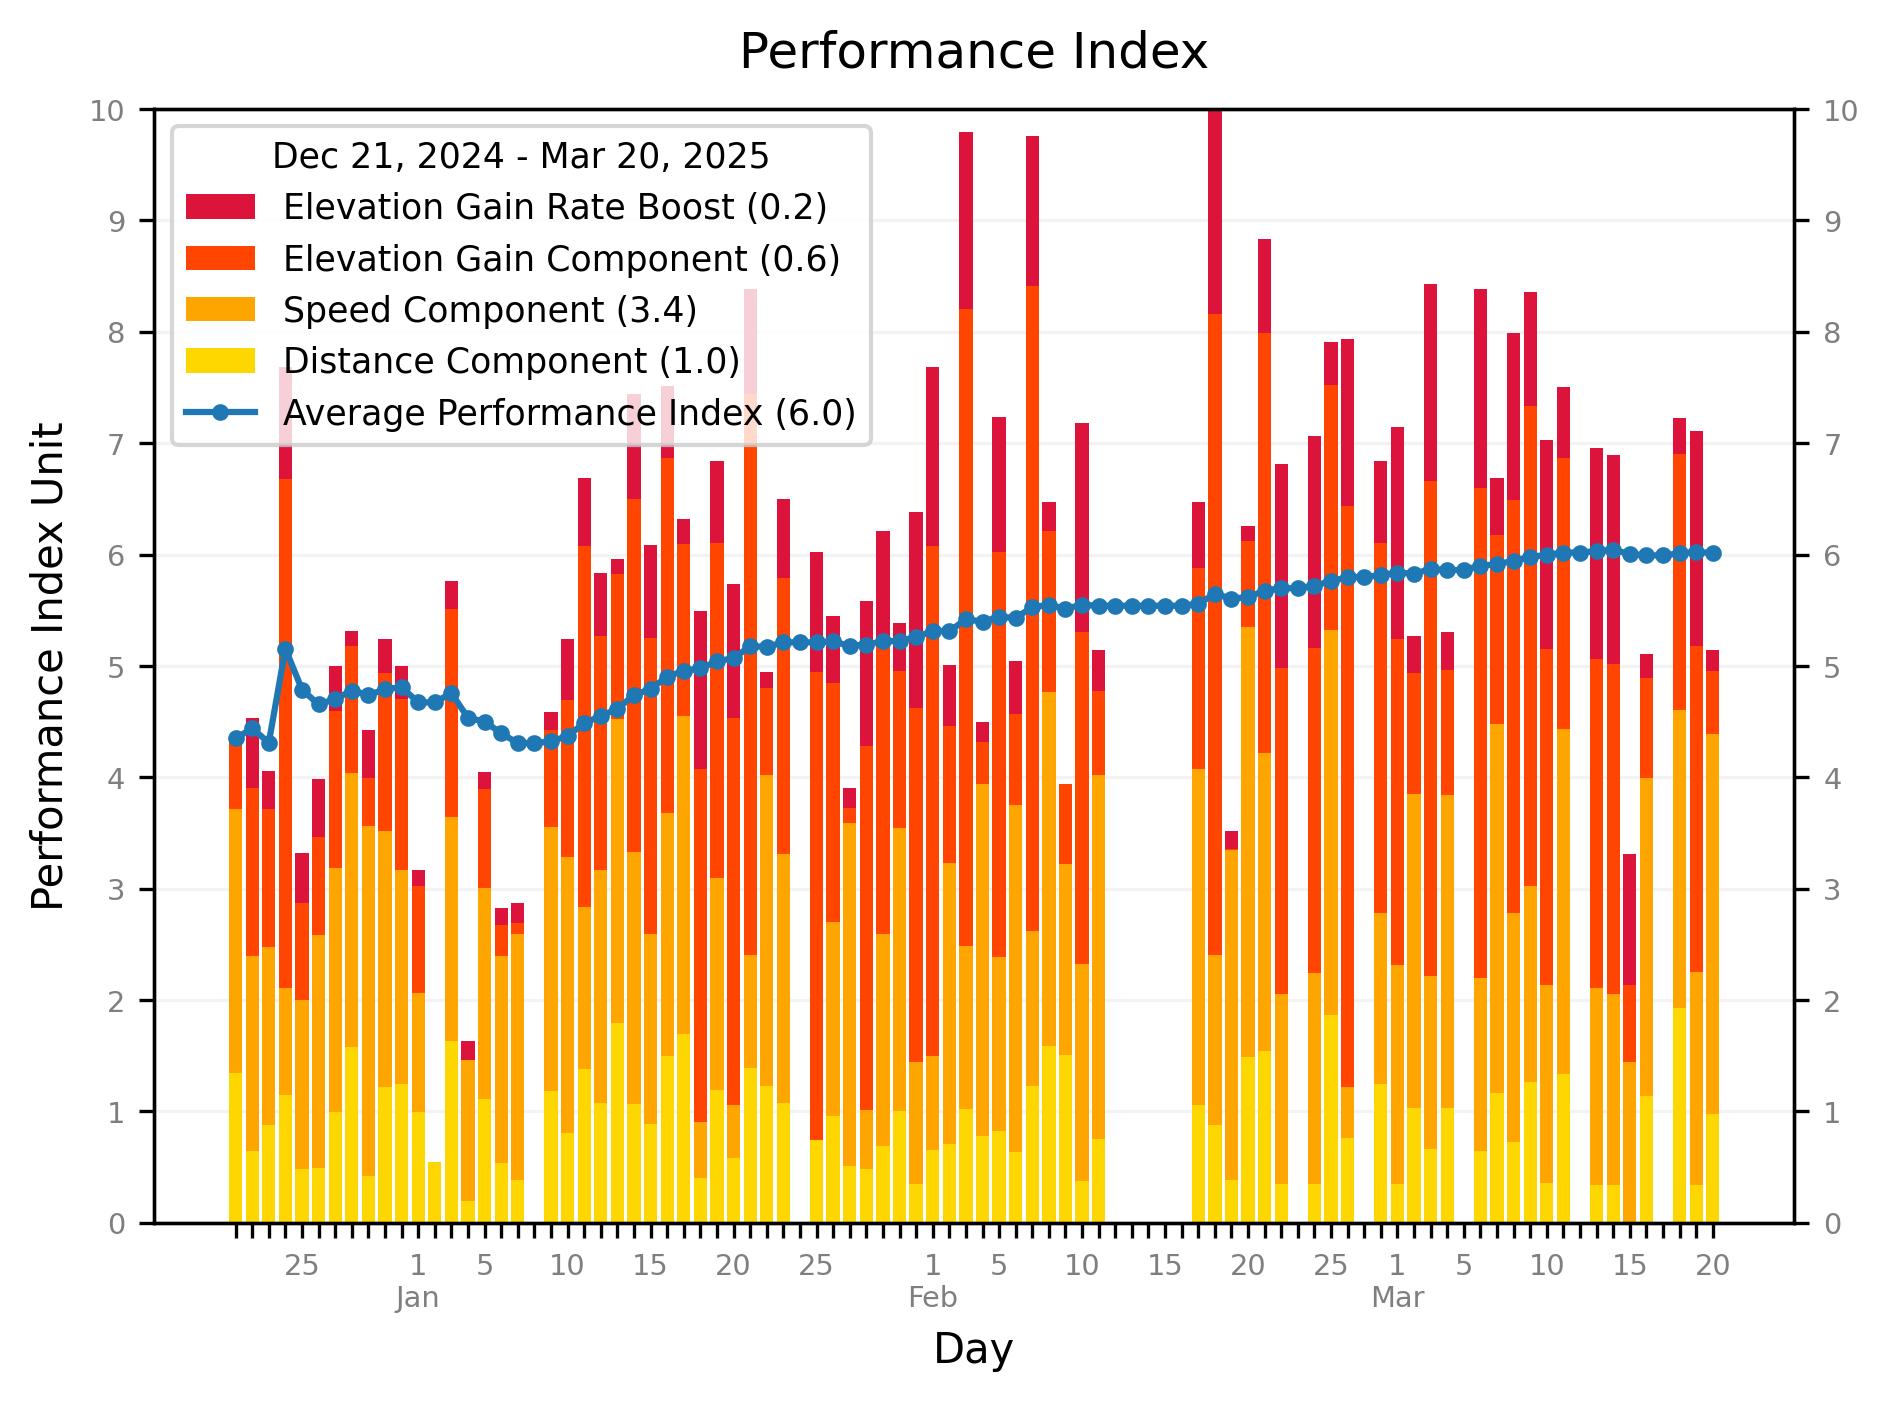 Performance Index
Dec 21, 2024 - Mar 20, 2025
Elevation Gain Rate Boost (0.2)
Elevation Gain Component (0.6)
Speed Component (3.4)
Distance Component (1.0)
Average Performance Index (6.0)
Performance Index Unit
10 10
9 9
8 8
7 7
6 6
5 5
4 4
3 3
2 2
1 1
0 0
25 1 5 10 15 20 25 1 5 10 15 20 25 1 5 10 15 20
Jan Feb Mar
Day